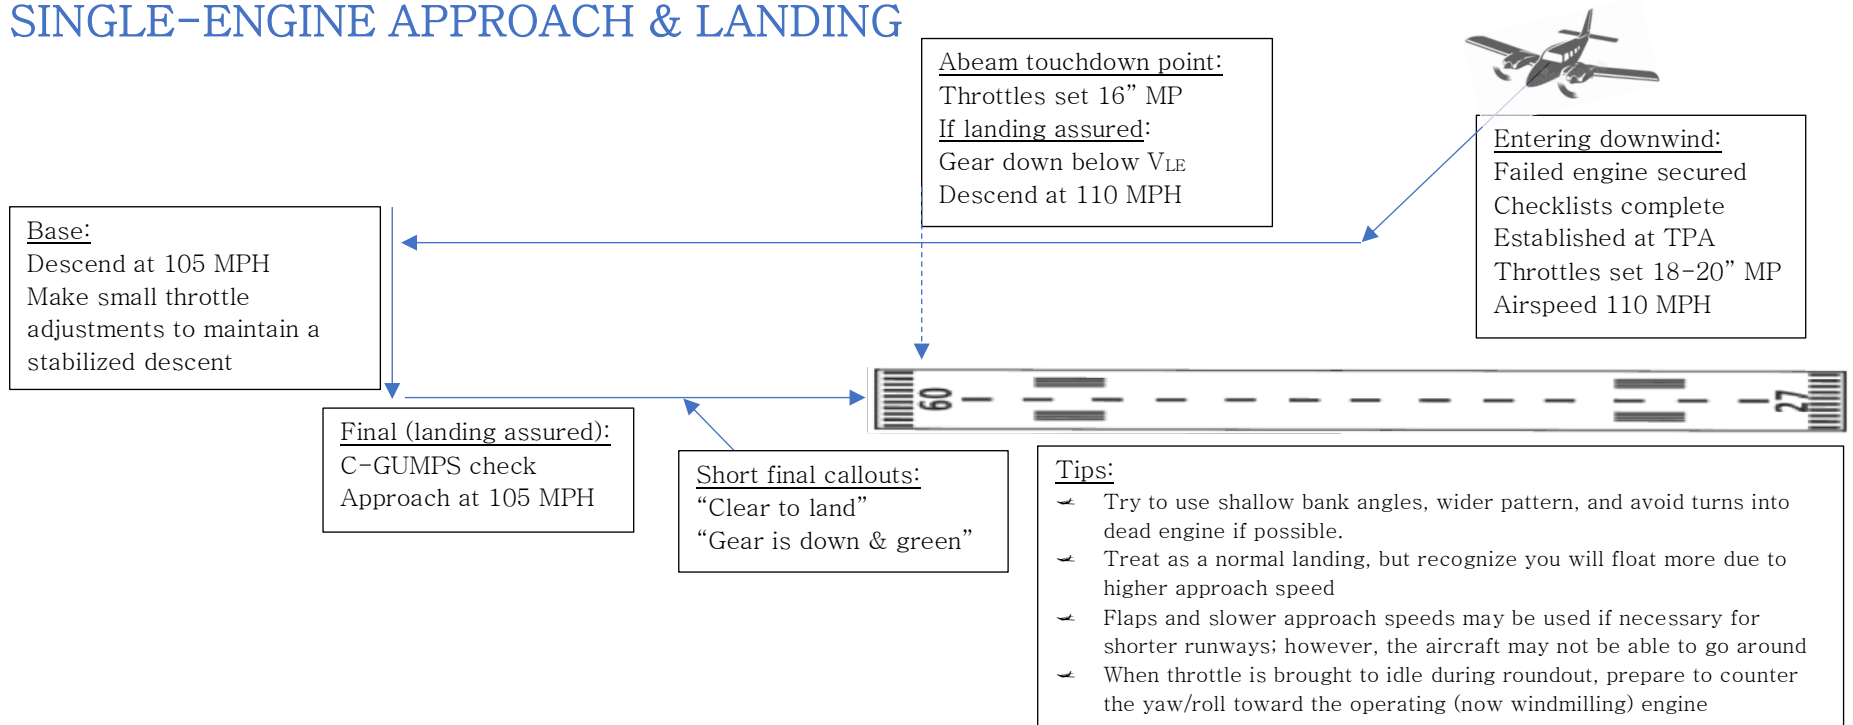 SINGLE-ENGINE APPROACH & LANDING
Abeam touchdown point:
Throttles set 16” MP
If landing assured:
Gear down below VLE
Descend at 110 MPH
Entering downwind:
Failed engine secured
Checklists complete
Established at TPA
Throttles set 18-20” MP
Airspeed 110 MPH
Base:
Descend at 105 MPH
Make small throttle
adjustments to maintain a
stabilized descent
09
27
Final (landing assured):
C-GUMPS check
Approach at 105 MPH
Short final callouts:
“Clear to land”
“Gear is down & green”
Tips:
Try to use shallow bank angles, wider pattern, and avoid turns into
dead engine if possible.
Treat as a normal landing, but recognize you will float more due to
higher approach speed
Flaps and slower approach speeds may be used if necessary for
shorter runways; however, the aircraft may not be able to go around
When throttle is brought to idle during roundout, prepare to counter
the yaw/roll toward the operating (now windmilling) engine